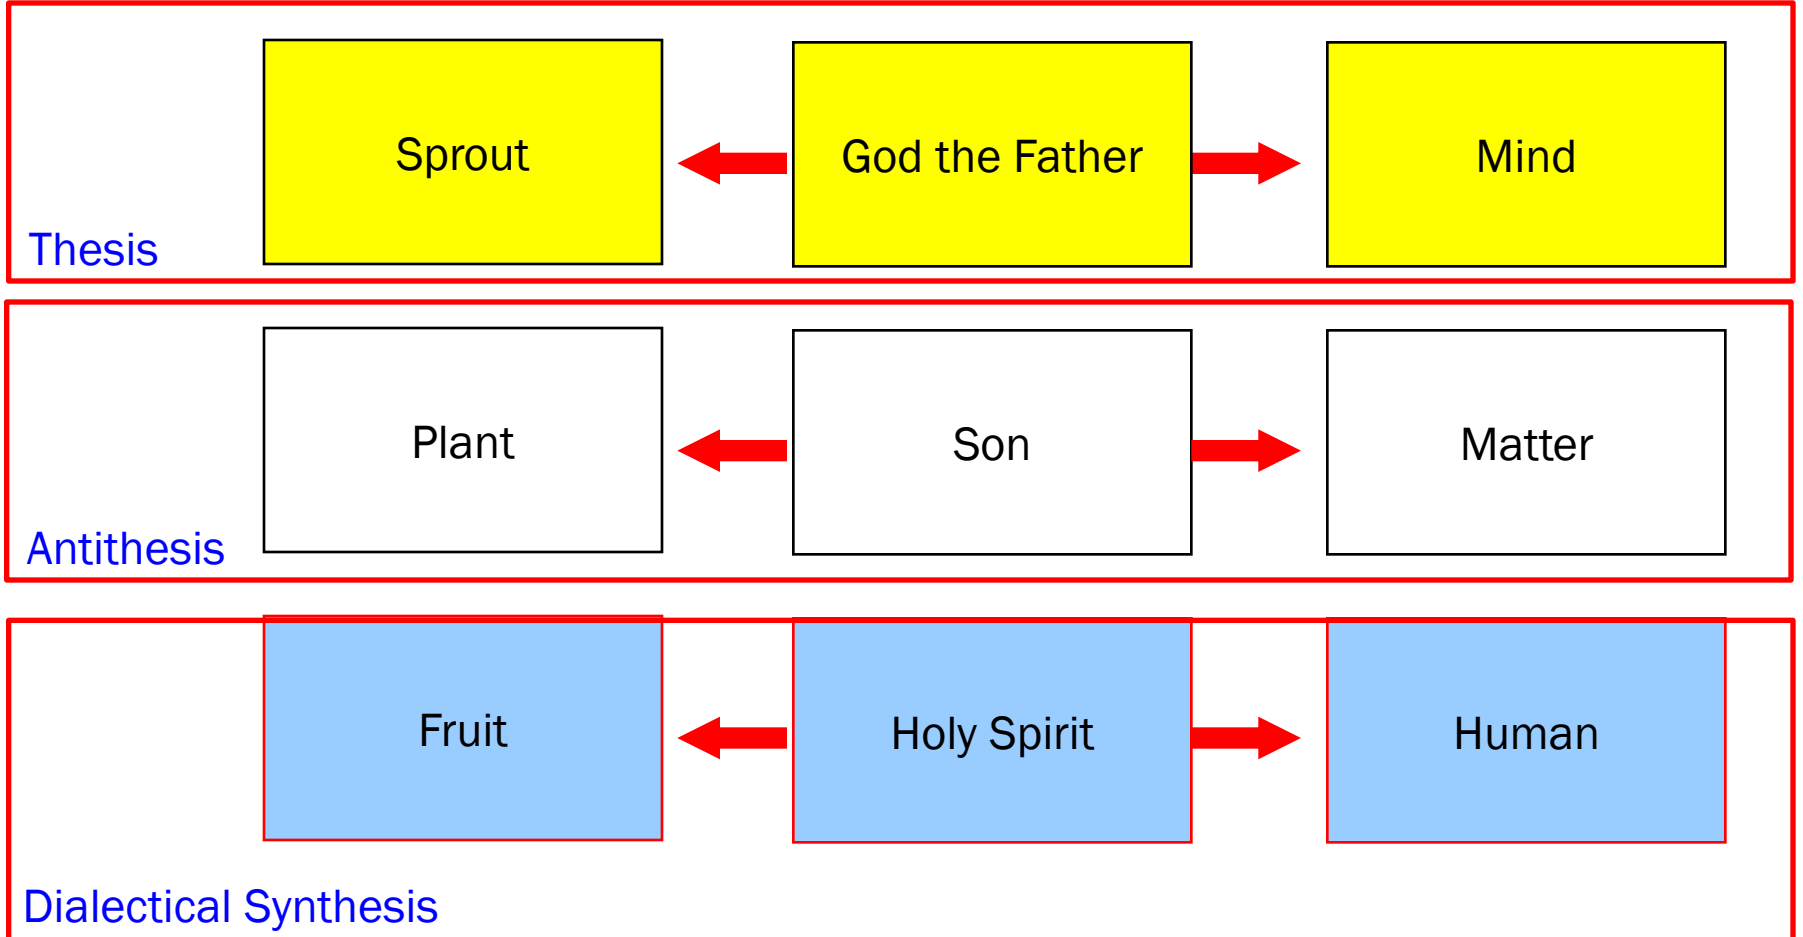 Sprout
God the Father
Mind
Thesis
Plant
Son
Matter
Antithesis
Fruit
Holy Spirit
Human
Dialectical Synthesis